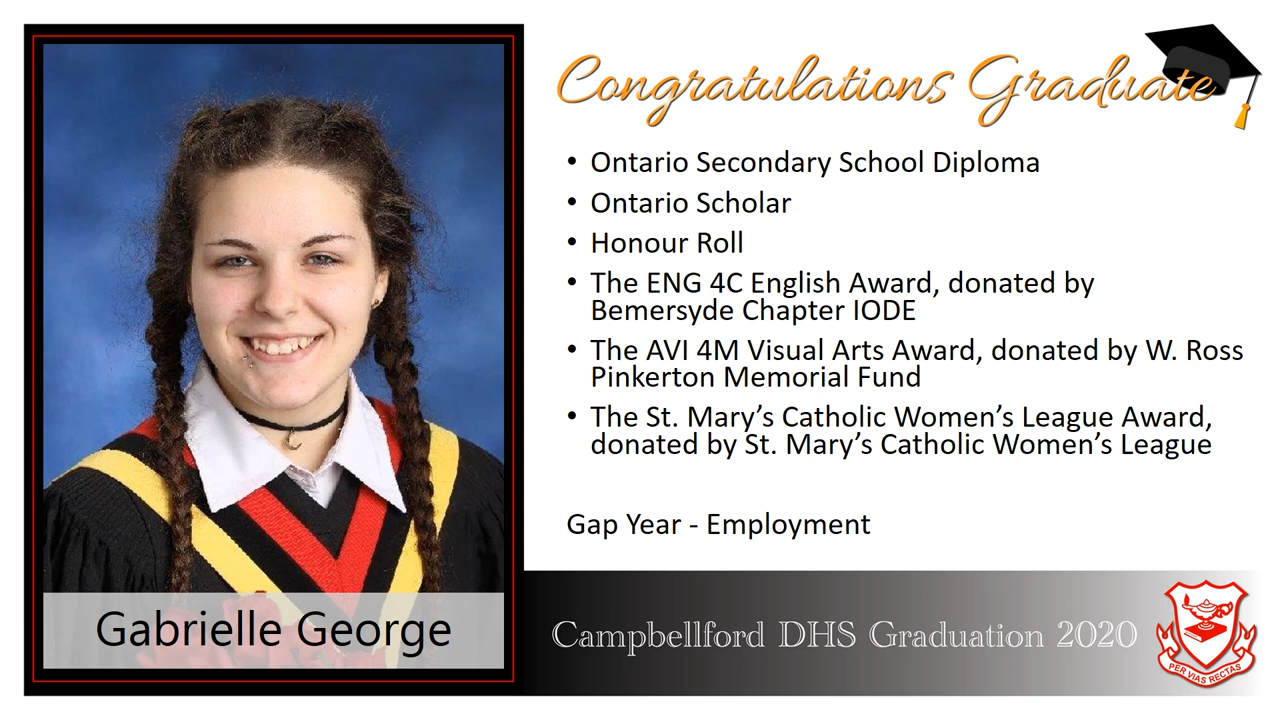 Congratulations Graduate
• Ontario Secondary School Diploma
• Ontario Scholar
• Honour Roll
• The ENG 4C English Award, donated by
Bemersyde Chapter IODE
• The AVI 4M Visual Arts Award, donated by W. Ross
Pinkerton Memorial Fund
• The St. Mary’s Catholic Women’s League Award,
donated by St. Mary’s Catholic Women’s League
Gap Year - Employment
Gabrielle George
Campbellford DHS Graduation 2020
PER VIAS RECTAS